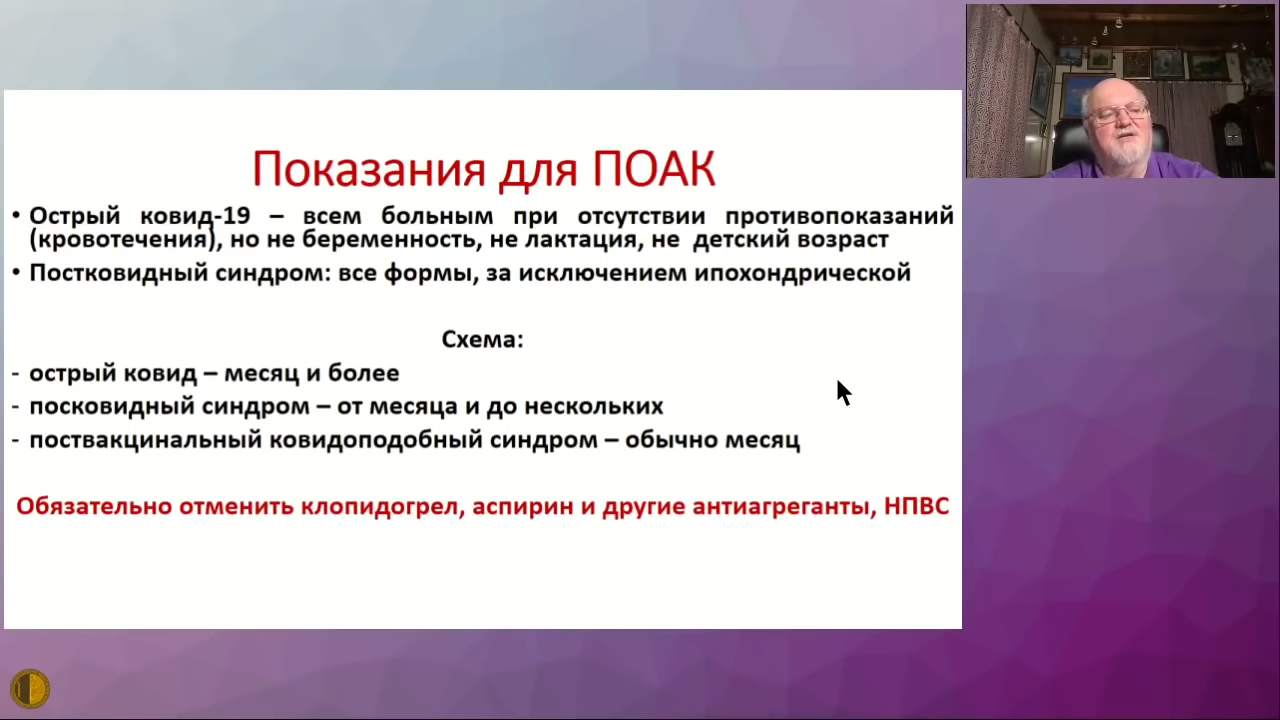 Показания для ПОАК
• Острый ковид-19 – всем больным при отсутствии противопоказаний
(кровотечения), но не беременность, не лактация, не детский возраст
• Постковидный синдром: все формы, за исключением ипохондрической
Схема:
- острый ковид – месяц и более
- посковидный синдром – от месяца и до нескольких
- поствакцинальный ковидоподобный синдром – обычно месяц
Обязательно отменить клопидогрел, аспирин и другие антиагреганты, НПВС